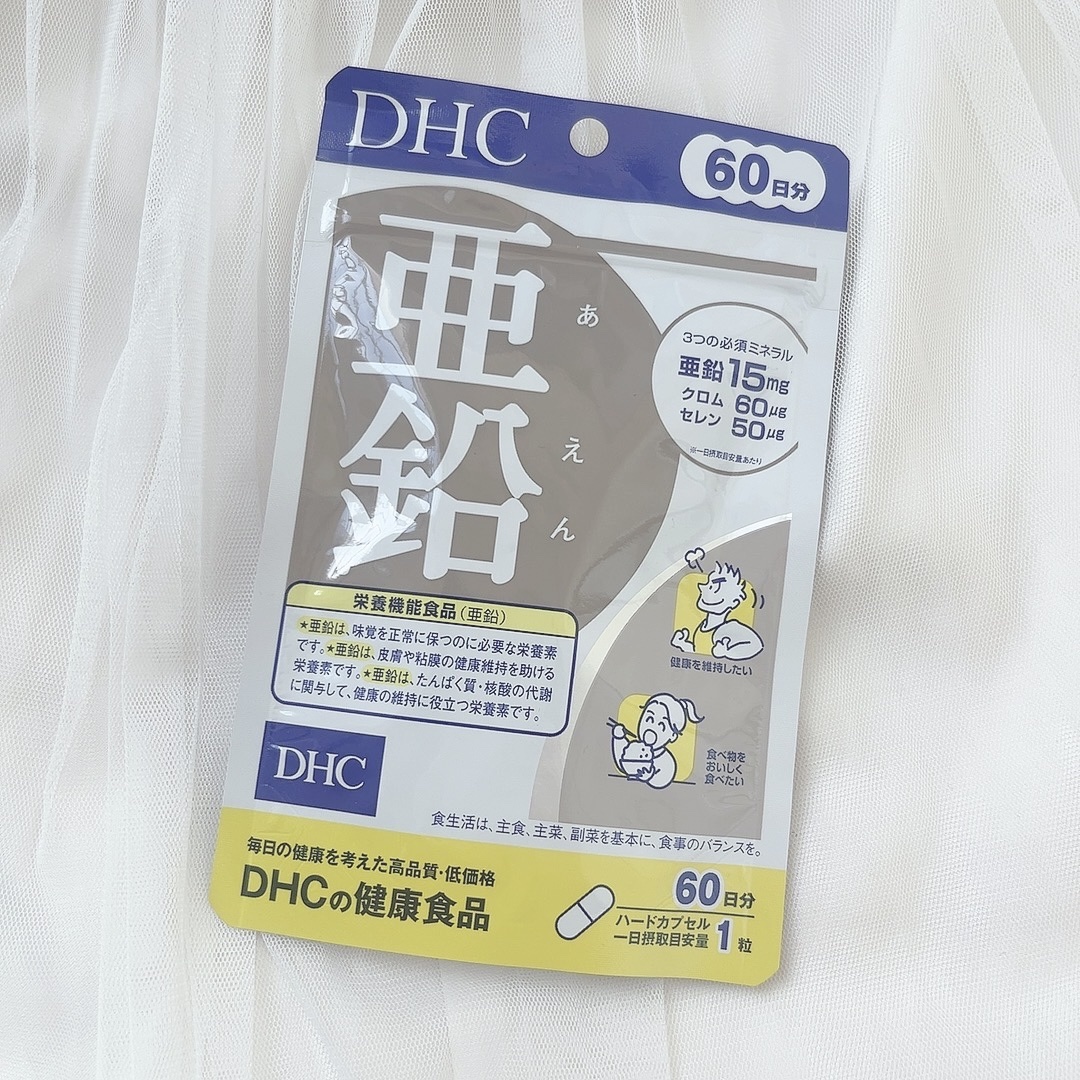 DHC
60日分
亜鉛
あえん
3つの必須ミネラル
亜鉛 15mg
クロム 60μg
セレン 50μg
※一日摂取目安量あたり
栄養機能食品(亜鉛)
★亜鉛は、味覚を正常に保つのに必要な栄養素
です。★亜鉛は、皮膚や粘膜の健康維持を助ける
栄養素です。★亜鉛は、たんぱく質・核酸の代謝
に関与して、健康の維持に役立つ栄養素です。
健康を維持したい
食べ物を
おいしく
食べたい
DHC
食生活は、主食、主菜、副菜を基本に、食事のバランスを。
毎日の健康を考えた高品質・低価格
DHCの健康食品
60日分
ハードカプセル
一日摂取目安量 1粒